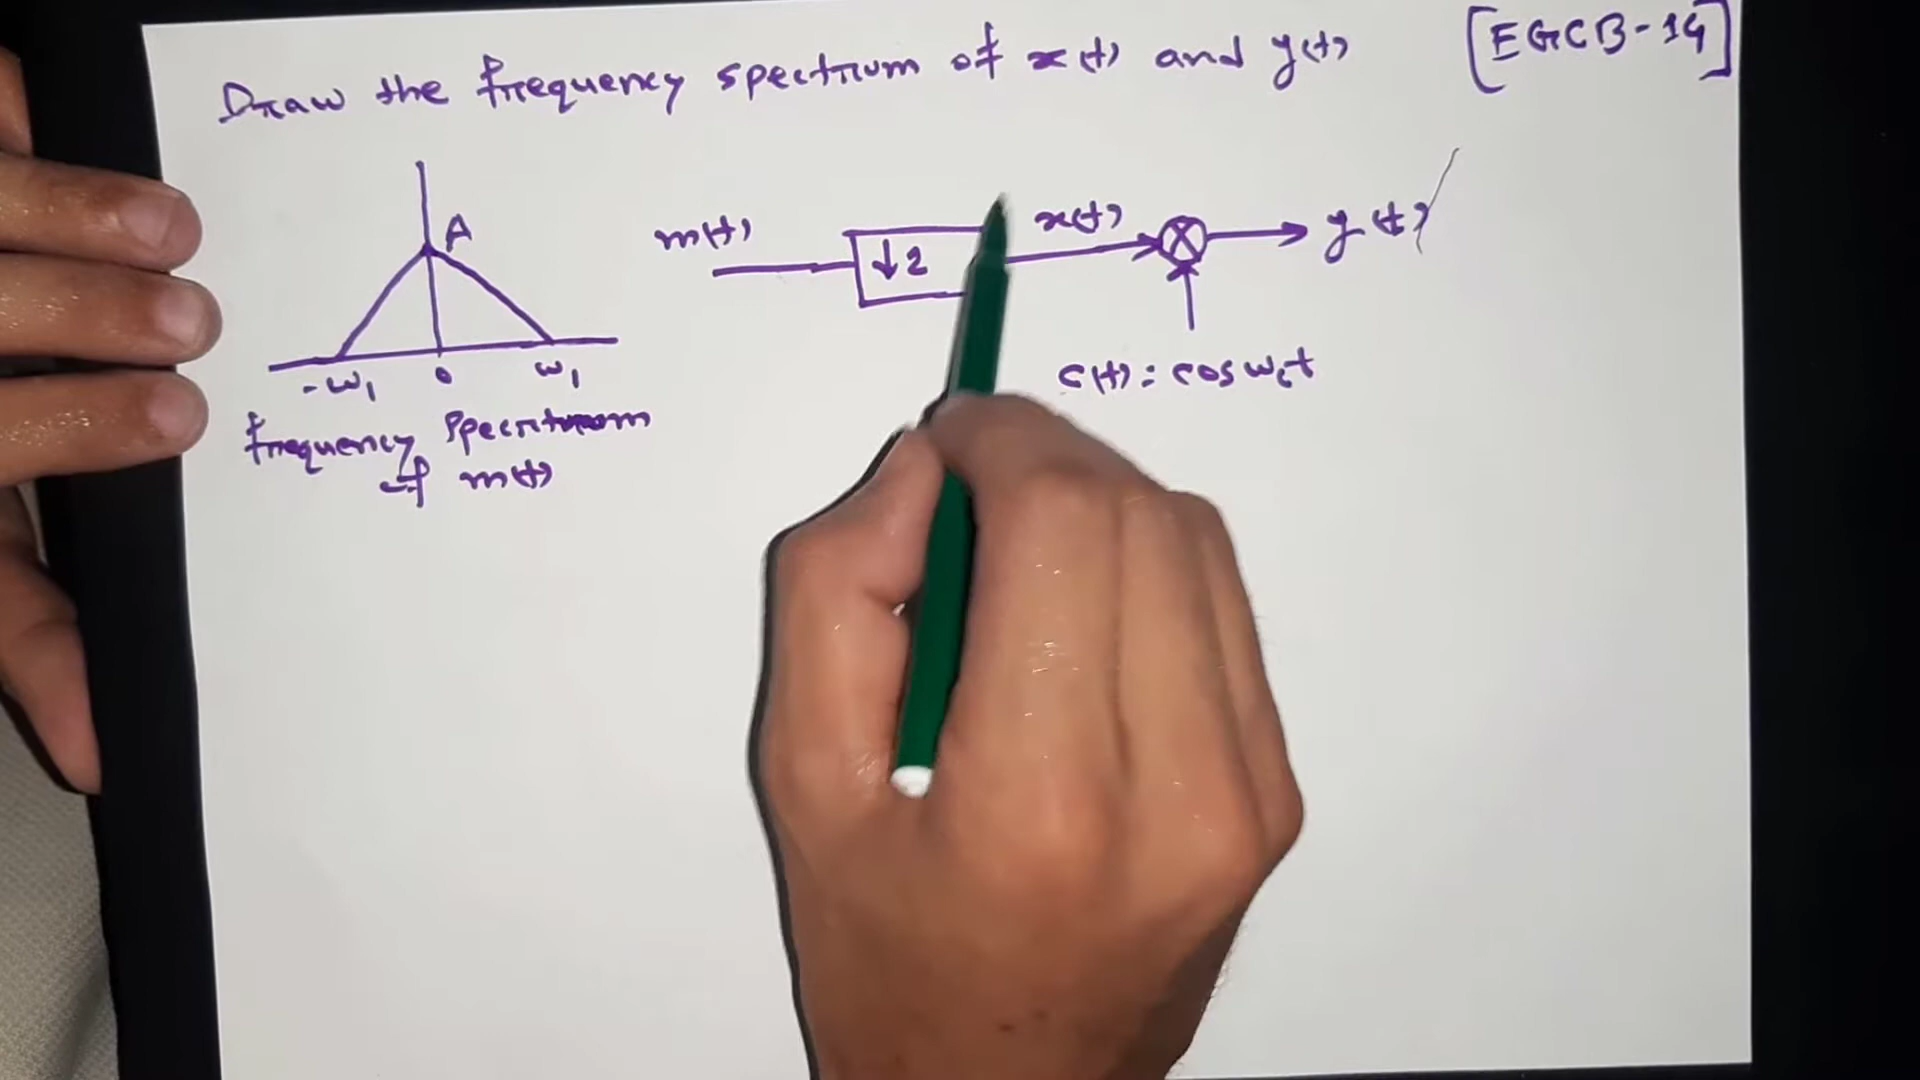 Draw the frequency spectrum of x(t) and y(t) [EGCB-14]
A
m(t) ↓2 x(t) y(t)
-ω1 0 ω1
c(t) = cos ωct
frequency Spectrum
of m(t)